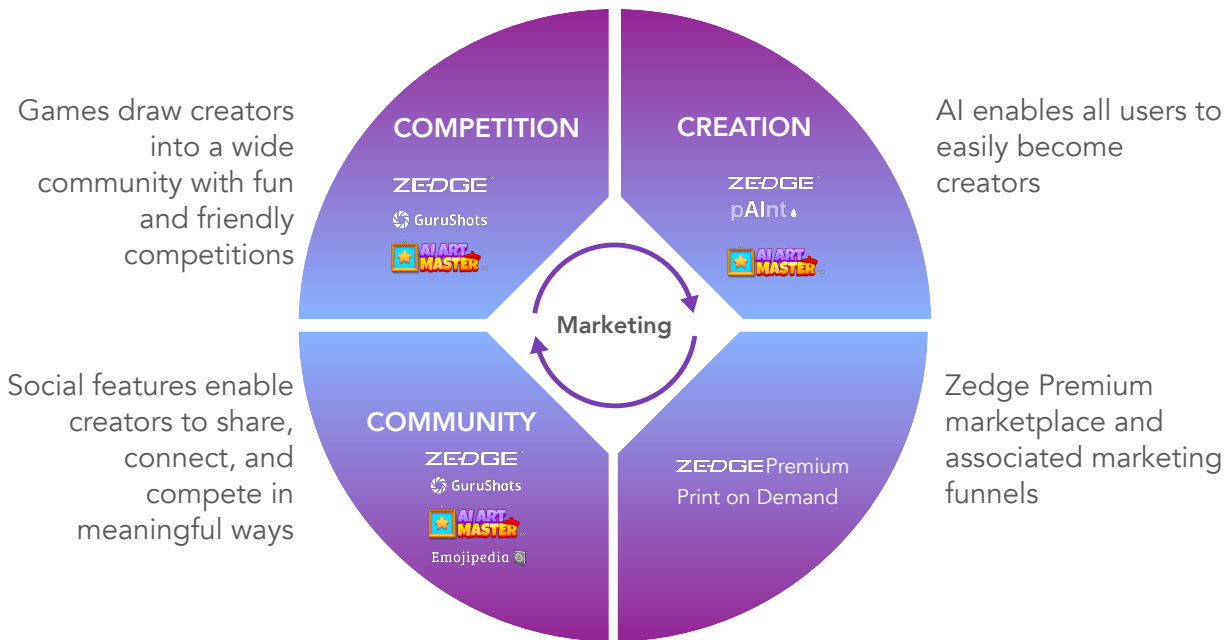 Games draw creators
into a wide
community with fun
and friendly
competitions
COMPETITION
ZEDGE
GuruShots
AI ART
MASTER
CREATION
ZEDGE
pAInt
AI ART
MASTER
AI enables all users to
easily become
creators
Marketing
Social features enable
creators to share,
connect, and
compete in
meaningful ways
COMMUNITY
ZEDGE
GuruShots
AI ART
MASTER
Emojipedia
ZEDGE Premium
Print on Demand
Zedge Premium
marketplace and
associated marketing
funnels